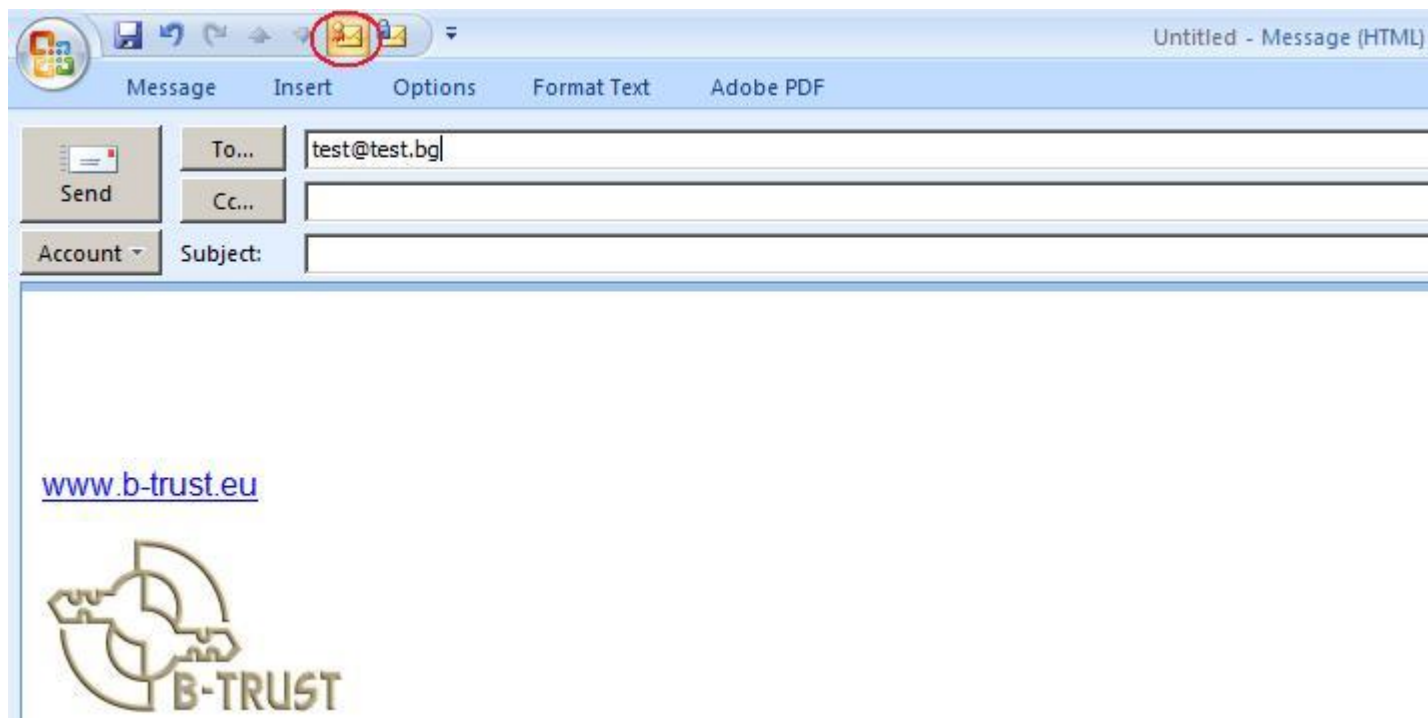 Untitled - Message (HTML)
Message Insert Options Format Text Adobe PDF
To... test@test.bg
Send
Cc...
Account Subject:
www.b-trust.eu
B-TRUST